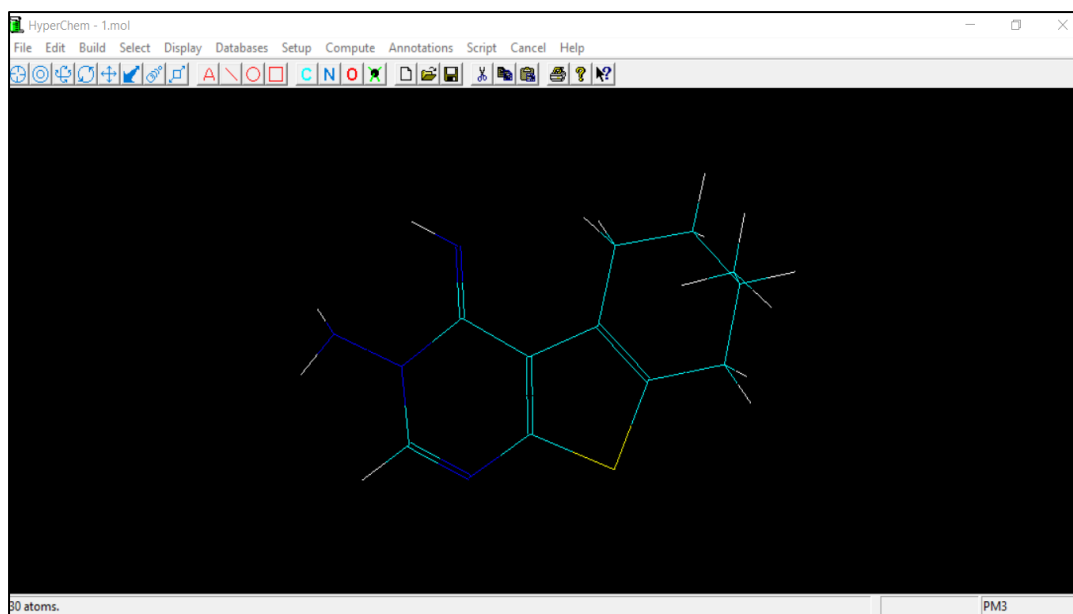 HyperChem - 1.mol
File Edit Build Select Display Databases Setup Compute Annotations Script Cancel Help
A C N O ? ?
30 atoms. PM3